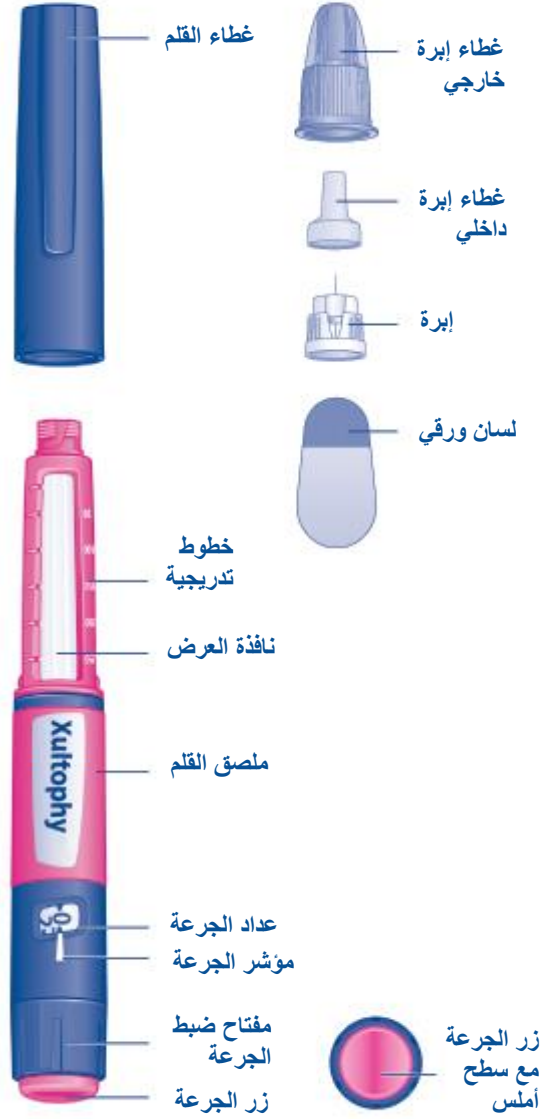 غطاء القلم
غطاء إبرة
خارجي
غطاء إبرة
داخلي
إبرة
لسان ورقي
خطوط
تدريجية
نافذة العرض
Xultophy
ملصق القلم
عداد الجرعة
مؤشر الجرعة
مفتاح ضبط
الجرعة
زر الجرعة
زر الجرعة
مع سطح
أملس